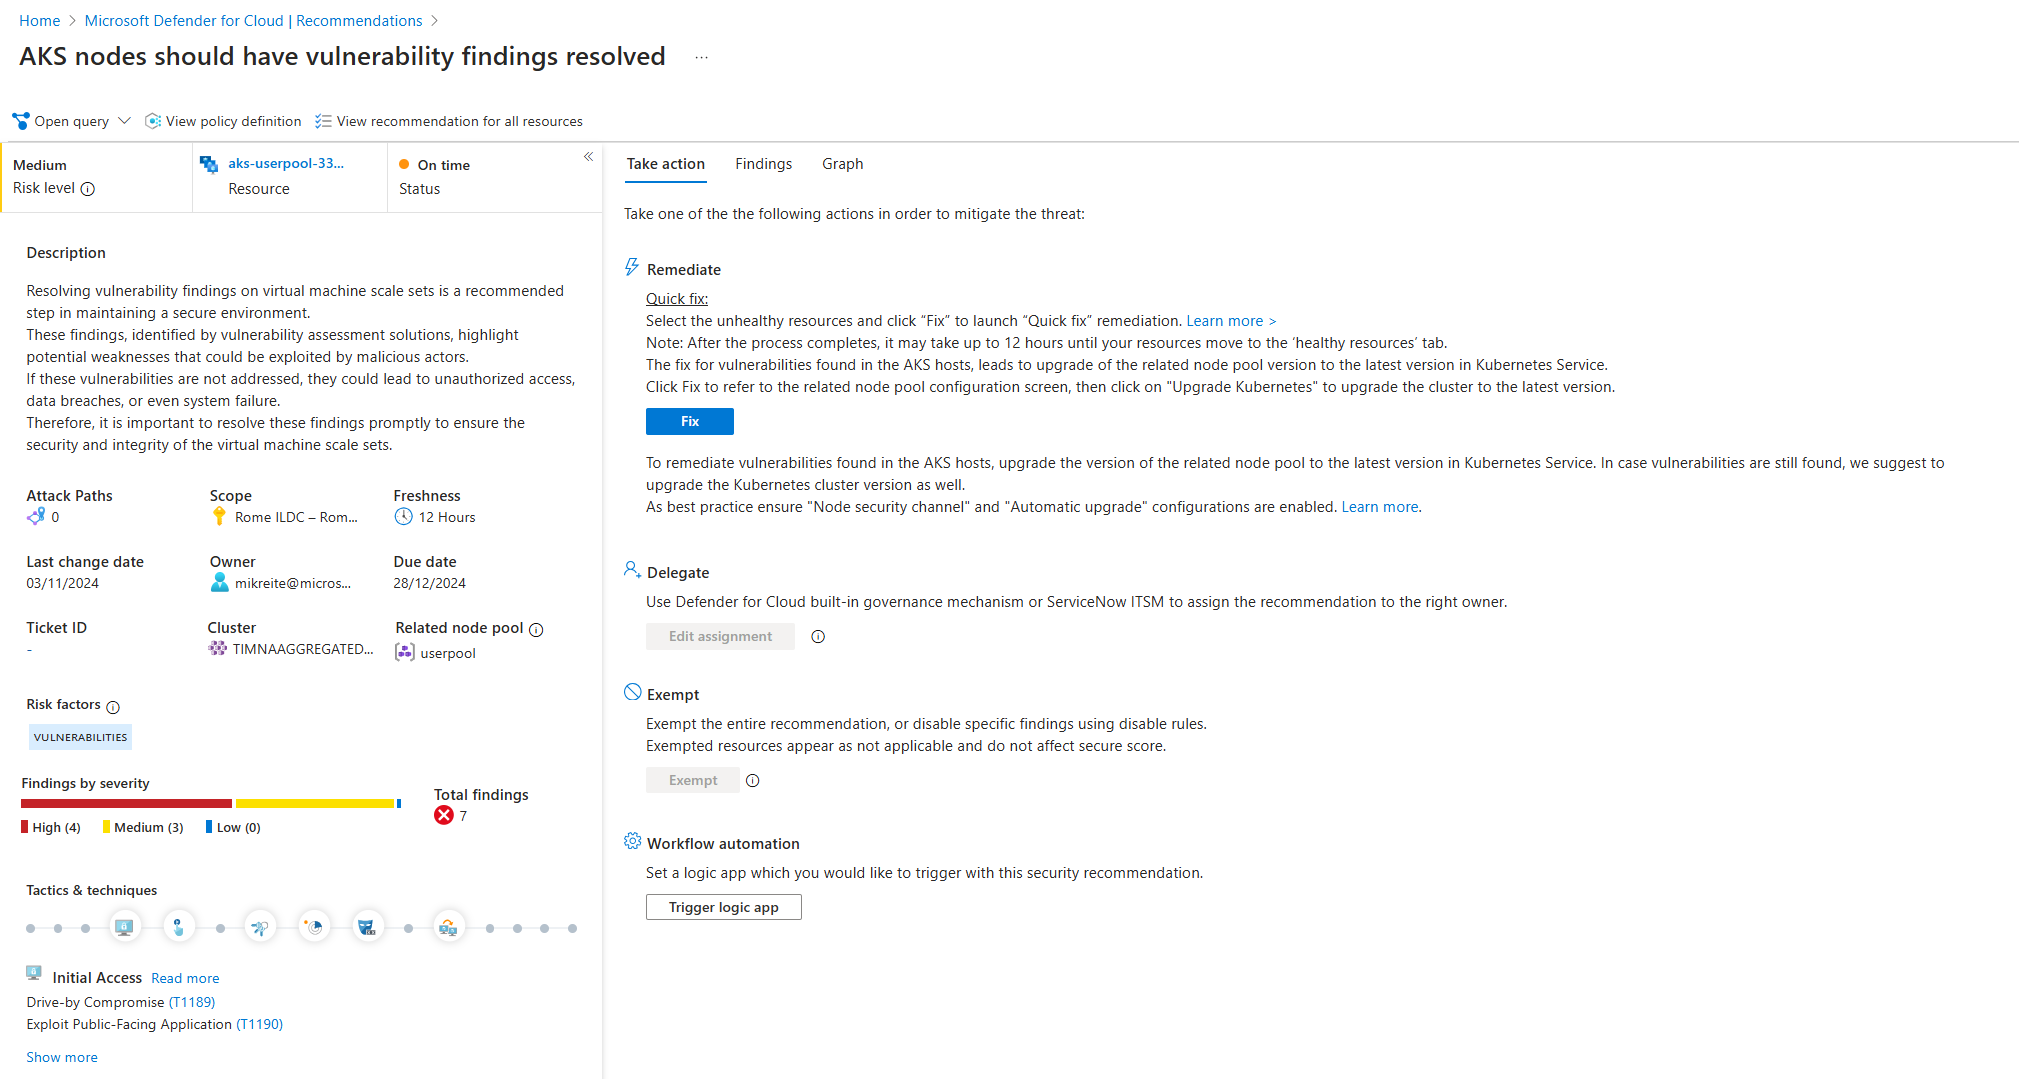 Home > Microsoft Defender for Cloud | Recommendations >
AKS nodes should have vulnerability findings resolved ...
Open query
View policy definition
View recommendation for all resources
Medium
Risk level
aks-userpool-33...
Resource
On time
Status
«
Description
Resolving vulnerability findings on virtual machine scale sets is a recommended
step in maintaining a secure environment.
These findings, identified by vulnerability assessment solutions, highlight
potential weaknesses that could be exploited by malicious actors.
If these vulnerabilities are not addressed, they could lead to unauthorized access,
data breaches, or even system failure.
Therefore, it is important to resolve these findings promptly to ensure the
security and integrity of the virtual machine scale sets.
Attack Paths
0
Scope
Rome ILDC – Rom...
Freshness
12 Hours
Last change date
03/11/2024
Owner
mikreite@micros...
Due date
28/12/2024
Ticket ID
-
Cluster
TIMNAAGGREGATED...
Related node pool
userpool
Risk factors
VULNERABILITIES
Findings by severity
High (4)
Medium (3)
Low (0)
Total findings
7
Tactics & techniques
Initial Access Read more
Drive-by Compromise (T1189)
Exploit Public-Facing Application (T1190)
Show more
Take action
Findings
Graph
Take one of the the following actions in order to mitigate the threat:
Remediate
Quick fix:
Select the unhealthy resources and click “Fix” to launch “Quick fix” remediation. Learn more >
Note: After the process completes, it may take up to 12 hours until your resources move to the ‘healthy resources’ tab.
The fix for vulnerabilities found in the AKS hosts, leads to upgrade of the related node pool version to the latest version in Kubernetes Service.
Click Fix to refer to the related node pool configuration screen, then click on "Upgrade Kubernetes" to upgrade the cluster to the latest version.
Fix
To remediate vulnerabilities found in the AKS hosts, upgrade the version of the related node pool to the latest version in Kubernetes Service. In case vulnerabilities are still found, we suggest to
upgrade the Kubernetes cluster version as well.
As best practice ensure "Node security channel" and "Automatic upgrade" configurations are enabled. Learn more.
Delegate
Use Defender for Cloud built-in governance mechanism or ServiceNow ITSM to assign the recommendation to the right owner.
Edit assignment
Exempt
Exempt the entire recommendation, or disable specific findings using disable rules.
Exempted resources appear as not applicable and do not affect secure score.
Exempt
Workflow automation
Set a logic app which you would like to trigger with this security recommendation.
Trigger logic app